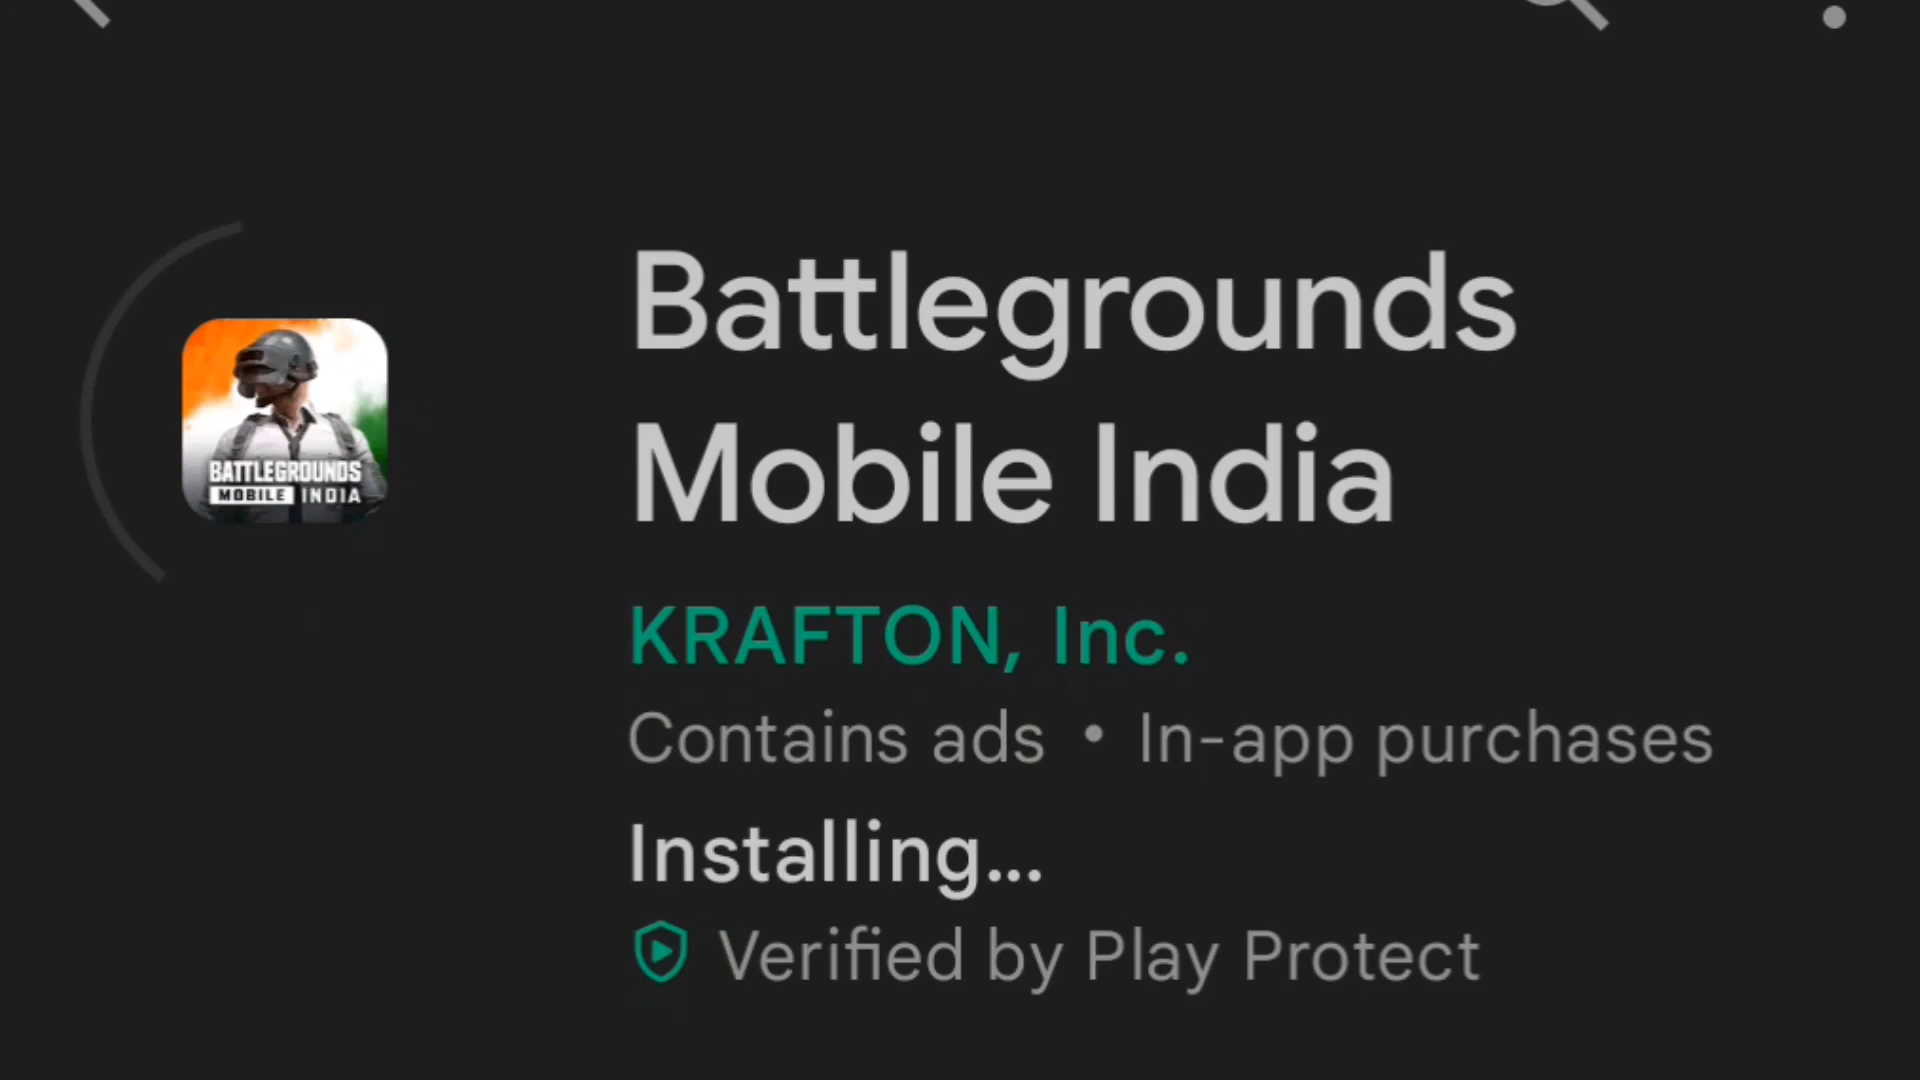 Battlegrounds
Mobile India
BATTLEGROUNDS
MOBILE INDIA
KRAFTON, Inc.
Contains ads • In-app purchases
Installing...
Verified by Play Protect